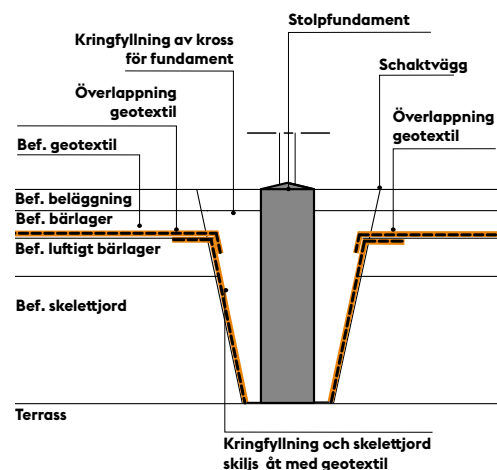 Stolpfundament
Kringfyllning av kross
för fundament
Schaktvägg
Överlappning
geotextil
Överlappning
geotextil
Bef. geotextil
Bef. beläggning
Bef. bärlager
Bef. luftigt bärlager
Bef. skelettjord
Terrass
Kringfyllning och skelettjord
skiljs åt med geotextil